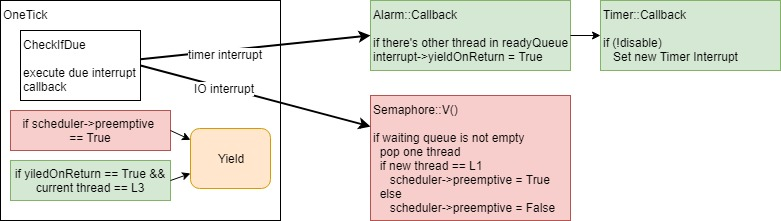 OneTick
CheckIfDue
execute due interrupt
callback
timer interrupt
IO interrupt
if scheduler->preemptive
== True
if yiledOnReturn == True &&
current thread == L3
Yield
Alarm::Callback
if there's other thread in readyQueue
interrupt->yieldOnReturn = True
Timer::Callback
if (!disable)
Set new Timer Interrupt
Semaphore::V()
if waiting queue is not empty
pop one thread
if new thread == L1
scheduler->preemptive = True
else
scheduler->preemptive = False